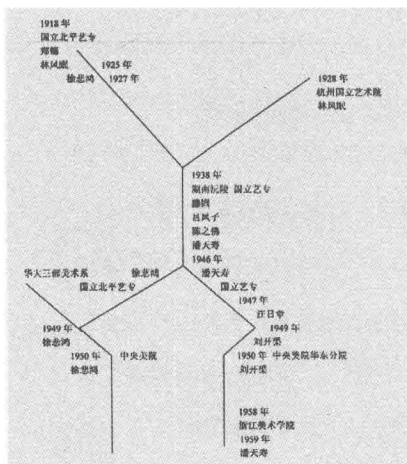 1918 年
国立北平艺专
郑锦
林风眠
1925 年
徐悲鸿 1927 年
1928 年
杭州国立艺术院
林风眠
1938 年
湖南沅陵 国立艺专
滕固
吕凤子
陈之佛
潘天寿
1946 年
华大三部美术系
徐悲鸿
国立北平艺专
潘天寿
国立艺专
1947 年
汪日章
1949 年
徐悲鸿
1949 年
刘开渠
1950 年
徐悲鸿
中央美院
1950 年 中央美院华东分院
刘开渠
1958 年
浙江美术学院
1959 年
潘天寿